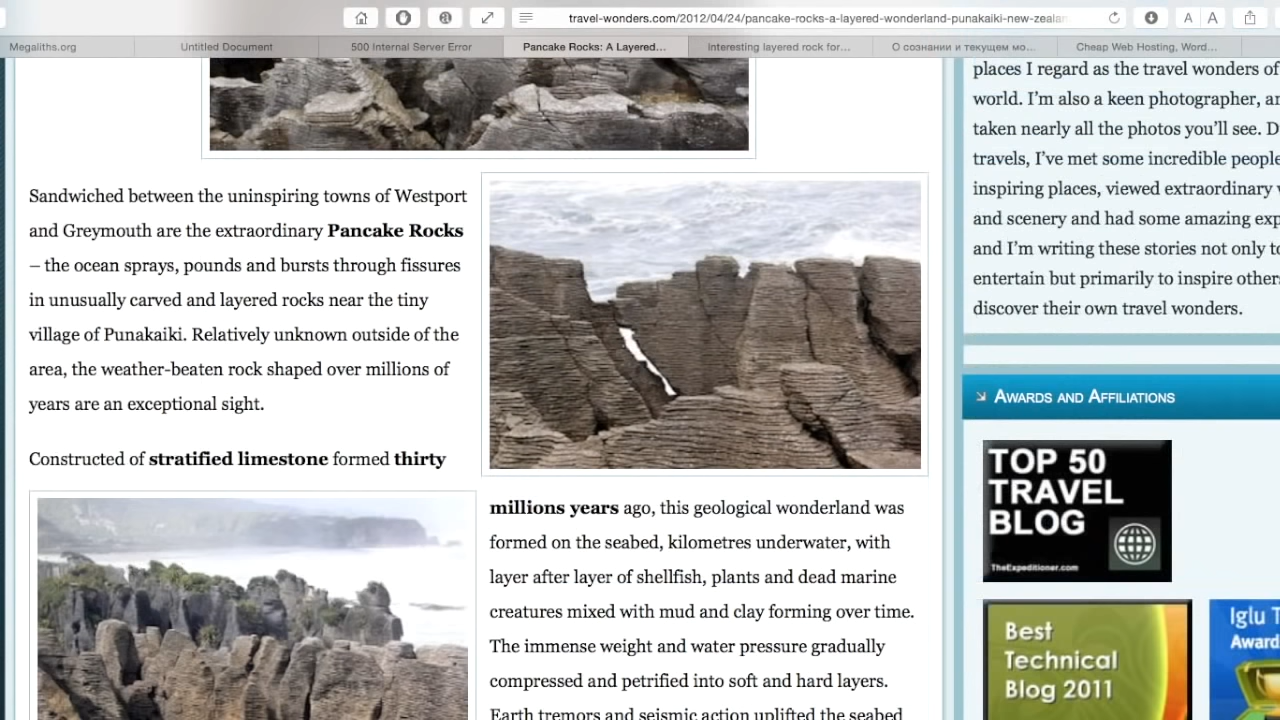 travel-wonders.com/2012/04/24/pancake-rocks-a-layered-wonderland-punakaiki-new-zealan
A A
Megaliths.org
Untitled Document
500 Internal Server Error
Pancake Rocks: A Layered...
Interesting layered rock for...
О сознании и текущем мо...
Cheap Web Hosting, Word...
Sandwiched between the uninspiring towns of Westport
and Greymouth are the extraordinary Pancake Rocks
– the ocean sprays, pounds and bursts through fissures
in unusually carved and layered rocks near the tiny
village of Punakaiki. Relatively unknown outside of the
area, the weather-beaten rock shaped over millions of
years are an exceptional sight.
Constructed of stratified limestone formed thirty
millions years ago, this geological wonderland was
formed on the seabed, kilometres underwater, with
layer after layer of shellfish, plants and dead marine
creatures mixed with mud and clay forming over time.
The immense weight and water pressure gradually
compressed and petrified into soft and hard layers.
Earth tremors and seismic action uplifted the seabed
places I regard as the travel wonders of
world. I'm also a keen photographer, an
taken nearly all the photos you'll see. D
travels, I've met some incredible people
inspiring places, viewed extraordinary v
and scenery and had some amazing exp
and I'm writing these stories not only to
entertain but primarily to inspire others
discover their own travel wonders.
Awards and Affiliations
TOP 50
TRAVEL
BLOG
TheExpeditioner.com
Best
Technical
Blog 2011
Iglu T
Award